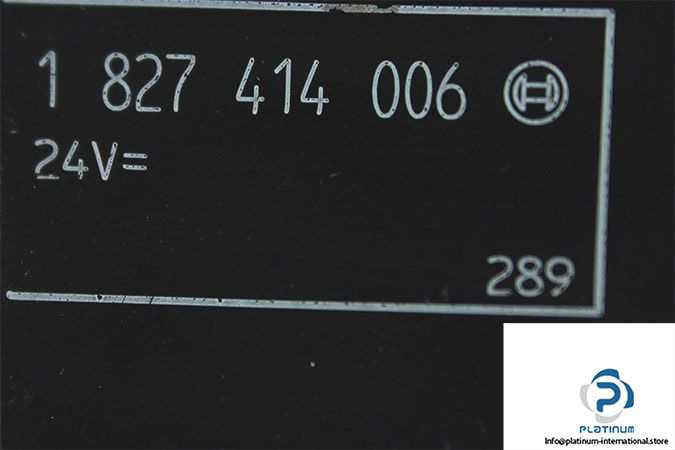 1 827 414 006
24V=
289
PLATINUM
Info@platinum-international.store